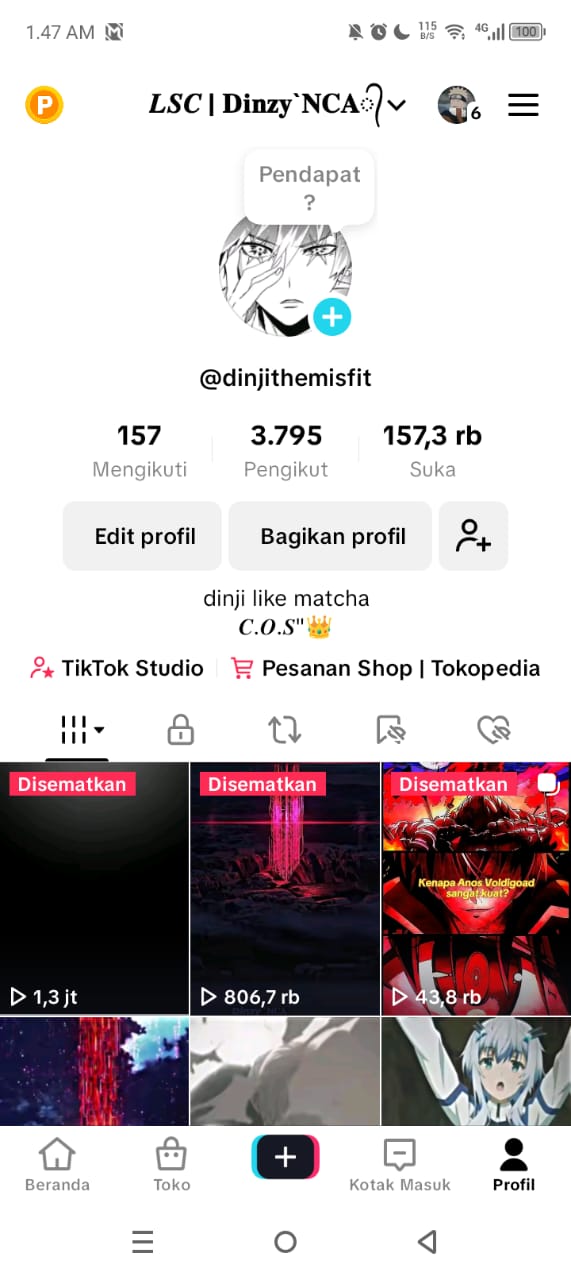 1.47 AM
115
B/S
4G
100
P
LSC | Dinzy`NCA
6
Pendapat
?
@dinjithemisfit
157
3.795
157,3 rb
Mengikuti
Pengikut
Suka
Edit profil
Bagikan profil
dinji like matcha
C.O.S"👑
TikTok Studio
Pesanan Shop | Tokopedia
Disematkan
Disematkan
Disematkan
Kenapa Anos Voldigoad
sangat kuat?
1,3 jt
806,7 rb
43,8 rb
Beranda
Toko
Kotak Masuk
Profil